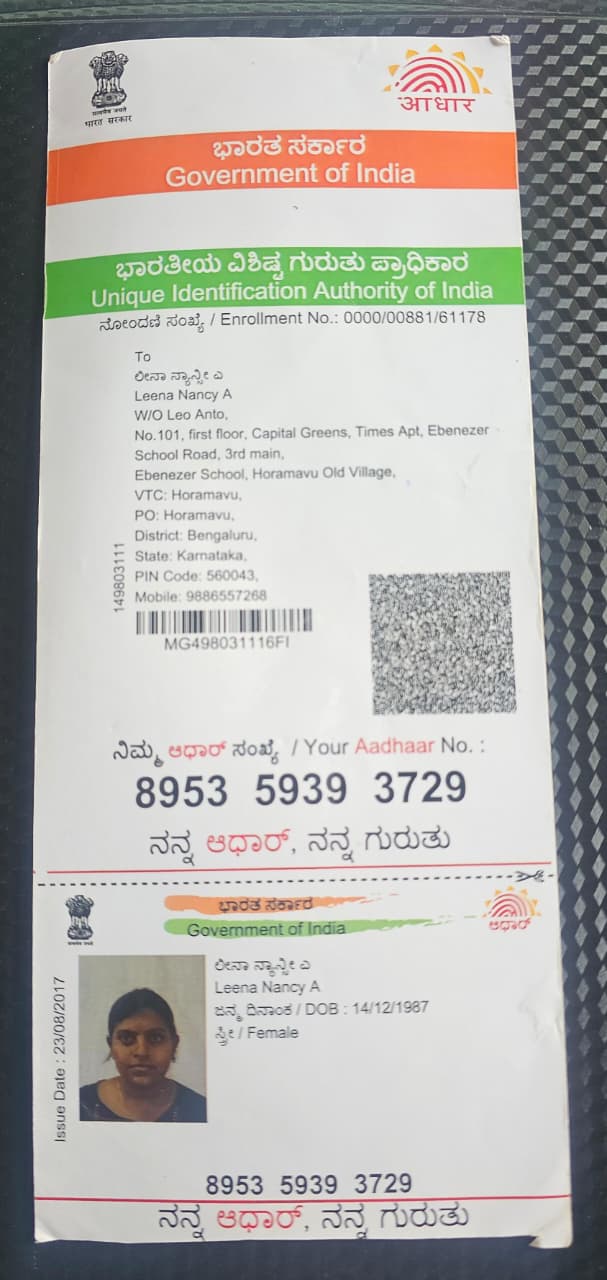 सत्यमेव जयते
भारत सरकार
आधार
ಭಾರತ ಸರ್ಕಾರ
Government of India
ಭಾರತೀಯ ವಿಶಿಷ್ಟ ಗುರುತು ಪ್ರಾಧಿಕಾರ
Unique Identification Authority of India
ನೋಂದಣಿ ಸಂಖ್ಯೆ / Enrollment No.: 0000/00881/61178
To
ಲೀನಾ ನ್ಯಾನ್ಸೀ ಎ
Leena Nancy A
W/O Leo Anto,
No.101, first floor, Capital Greens, Times Apt, Ebenezer
School Road, 3rd main,
Ebenezer School, Horamavu Old Village,
VTC: Horamavu,
PO: Horamavu,
District: Bengaluru,
State: Karnataka,
PIN Code: 560043,
Mobile: 9886557268
149803111
MG498031116FI
ನಿಮ್ಮ ಆಧಾರ್ ಸಂಖ್ಯೆ / Your Aadhaar No. :
8953 5939 3729
ನನ್ನ ಆಧಾರ್, ನನ್ನ ಗುರುತು
ಭಾರತ ಸರ್ಕಾರ
Government of India
ಆಧಾರ್
ಲೀನಾ ನ್ಯಾನ್ಸೀ ಎ
Leena Nancy A
ಜನ್ಮ ದಿನಾಂಕ / DOB : 14/12/1987
ಸ್ತ್ರೀ / Female
Issue Date : 23/08/2017
8953 5939 3729
ನನ್ನ ಆಧಾರ್, ನನ್ನ ಗುರುತು